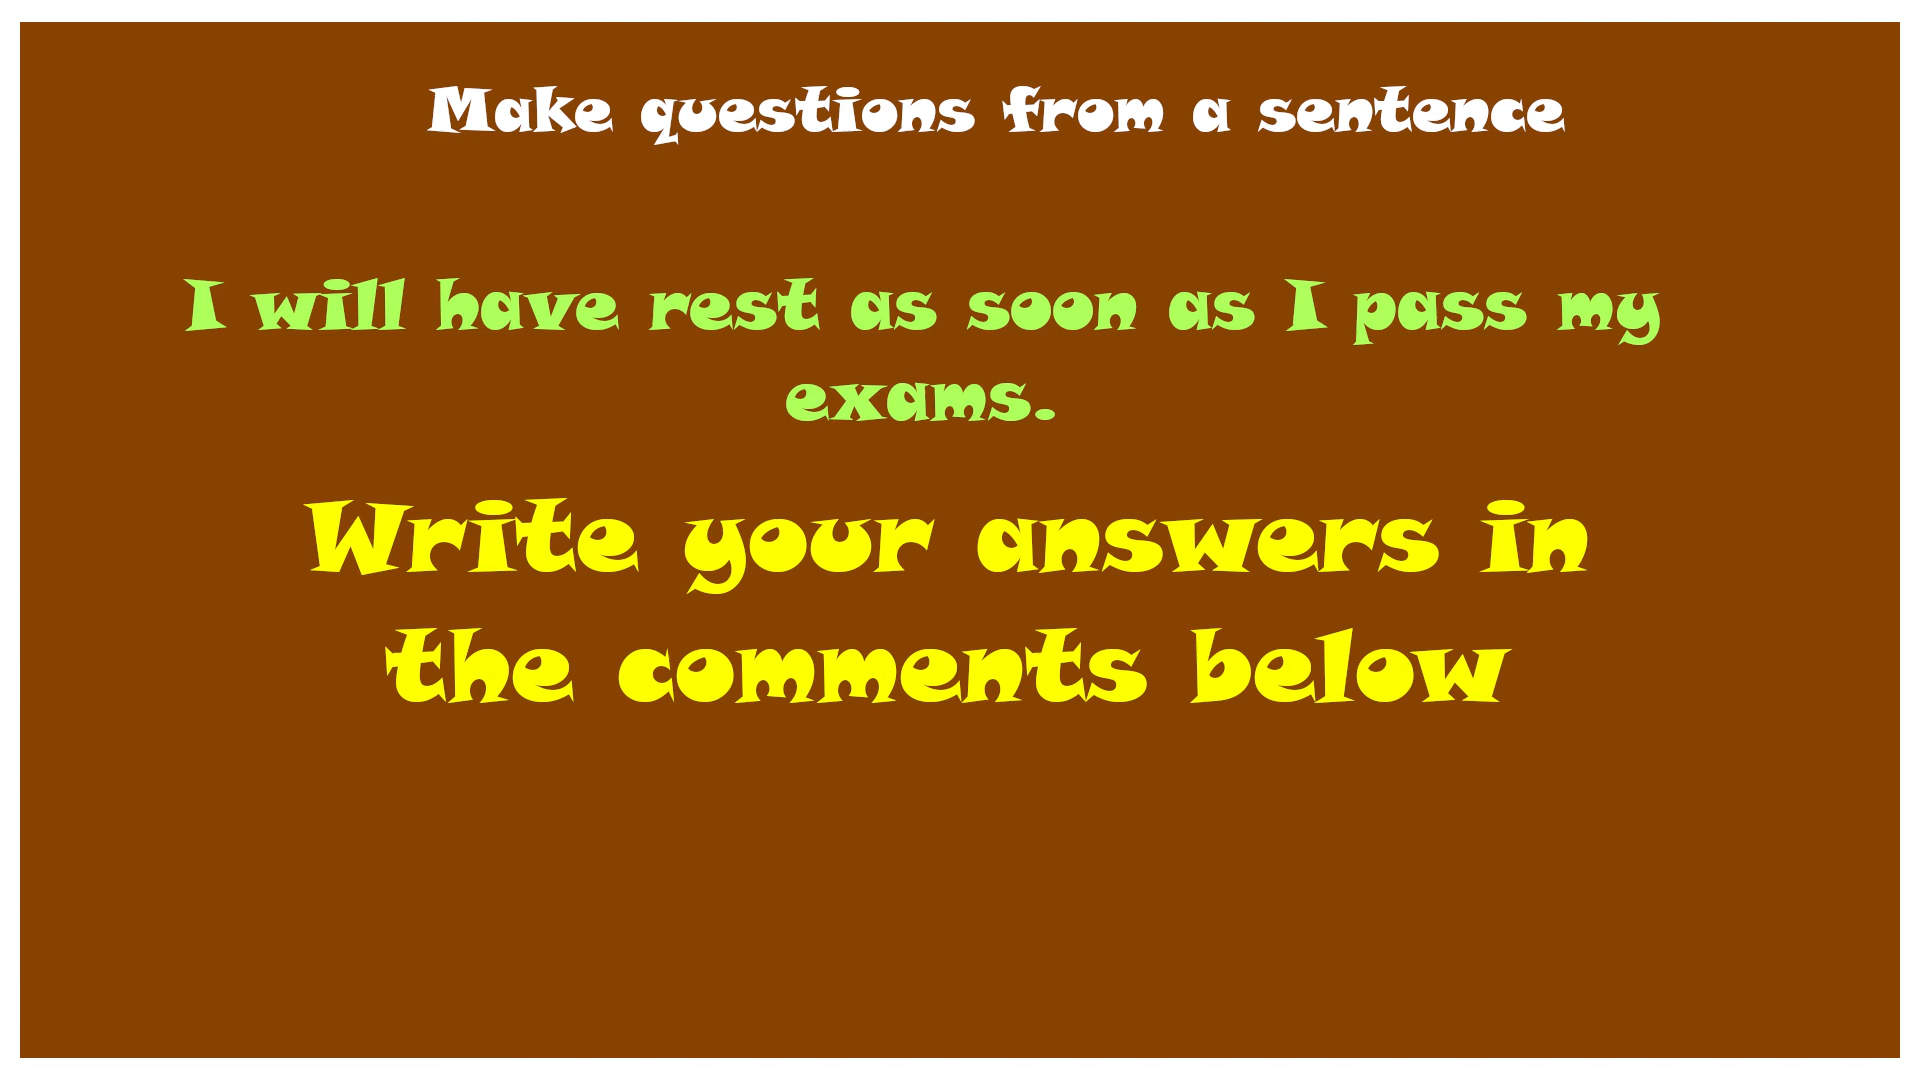 Make questions from a sentence
I will have rest as soon as I pass my
exams.
Write your answers in
the comments below